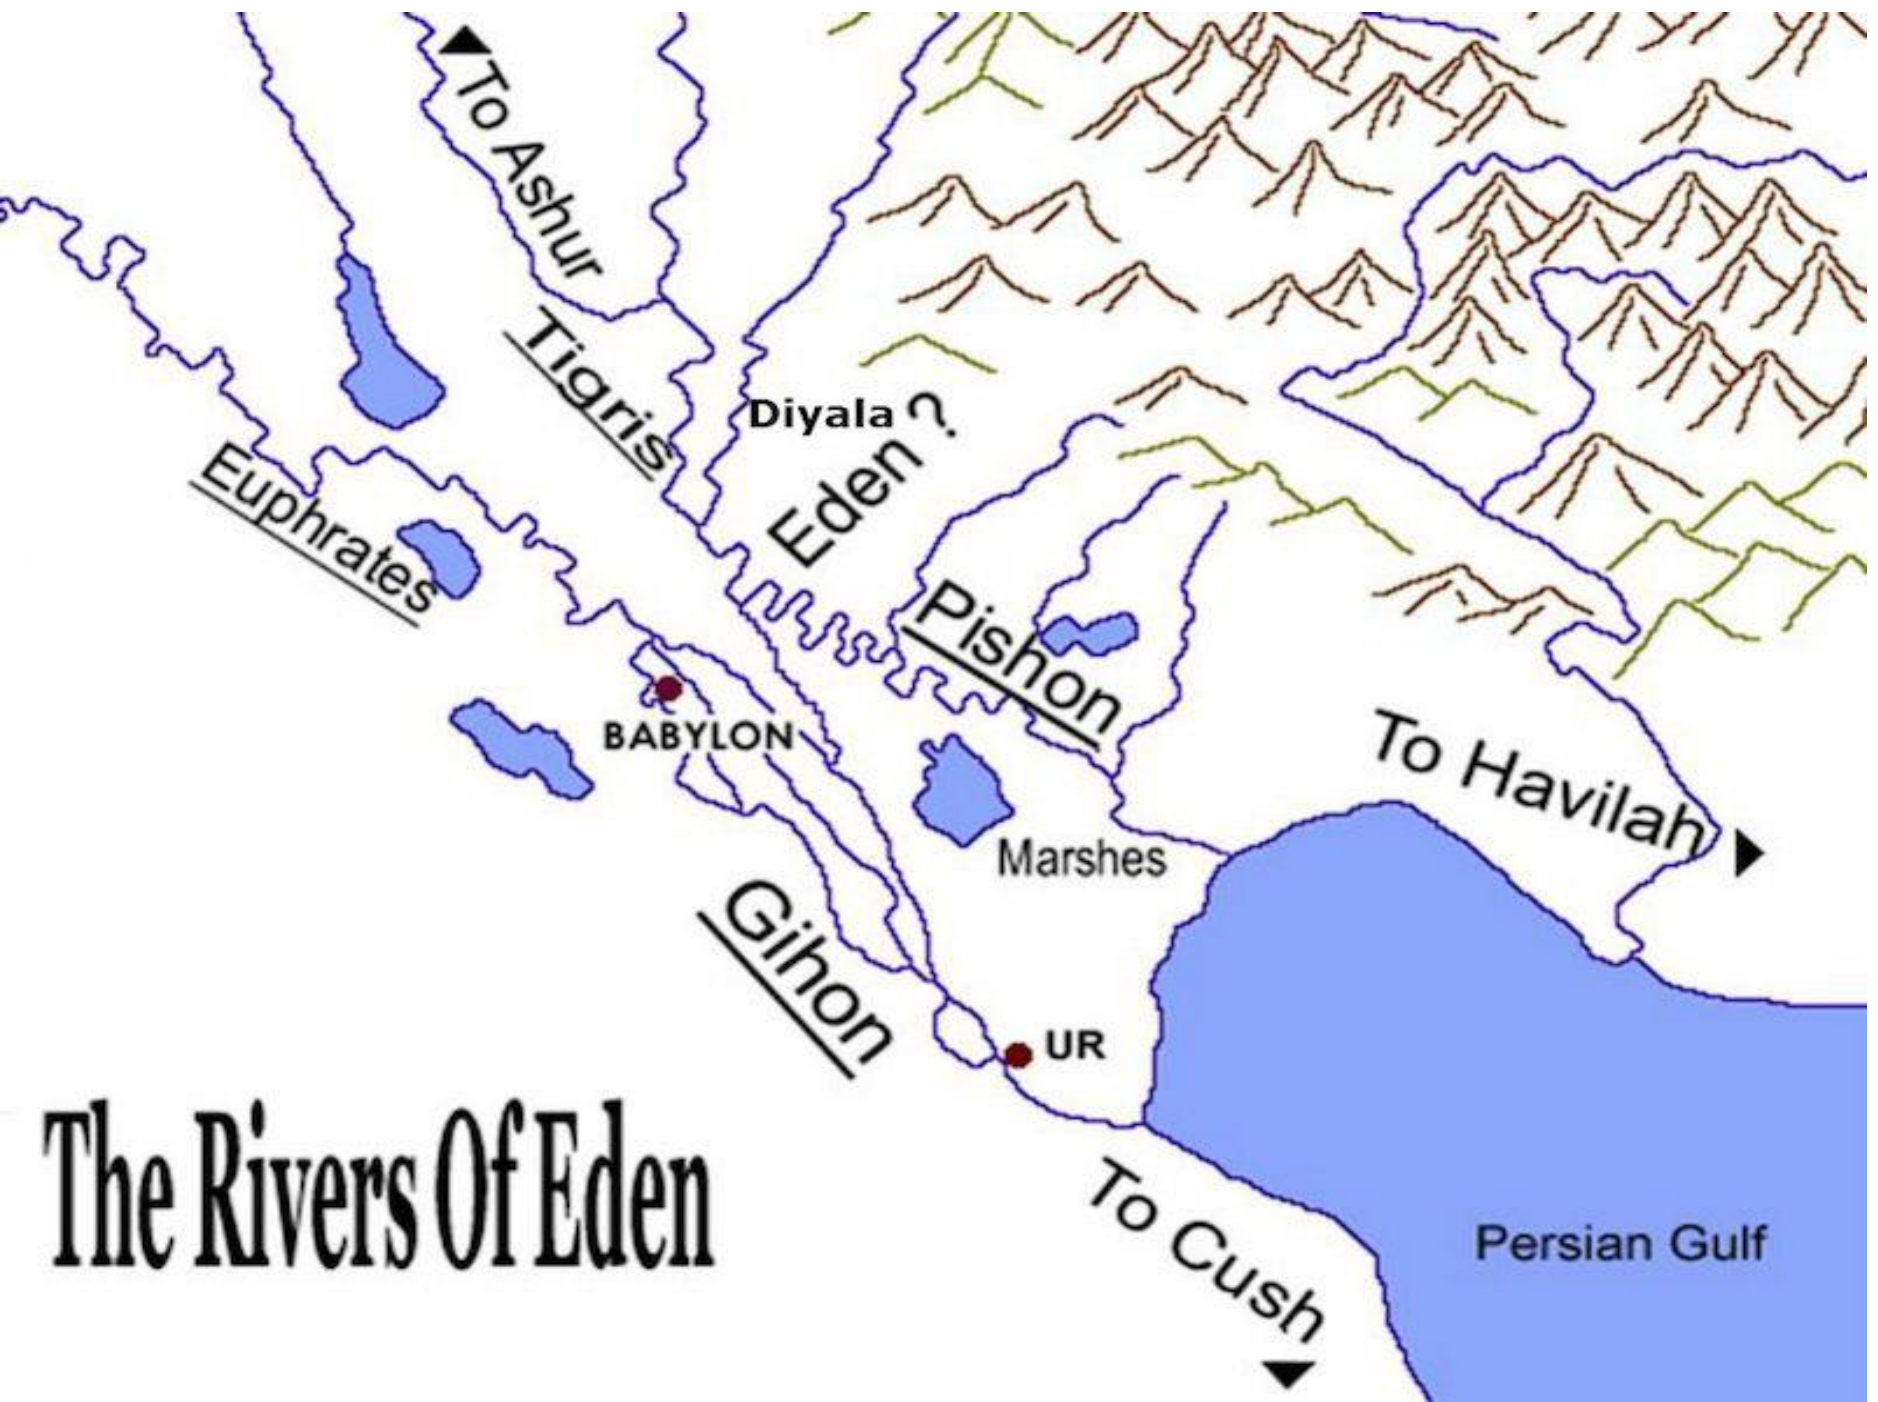 To Ashur
Tigris
Diyala
Eden ?
Euphrates
Pishon
BABYLON
To Havilah
Marshes
Gihon
UR
The Rivers Of Eden
To Cush
Persian Gulf